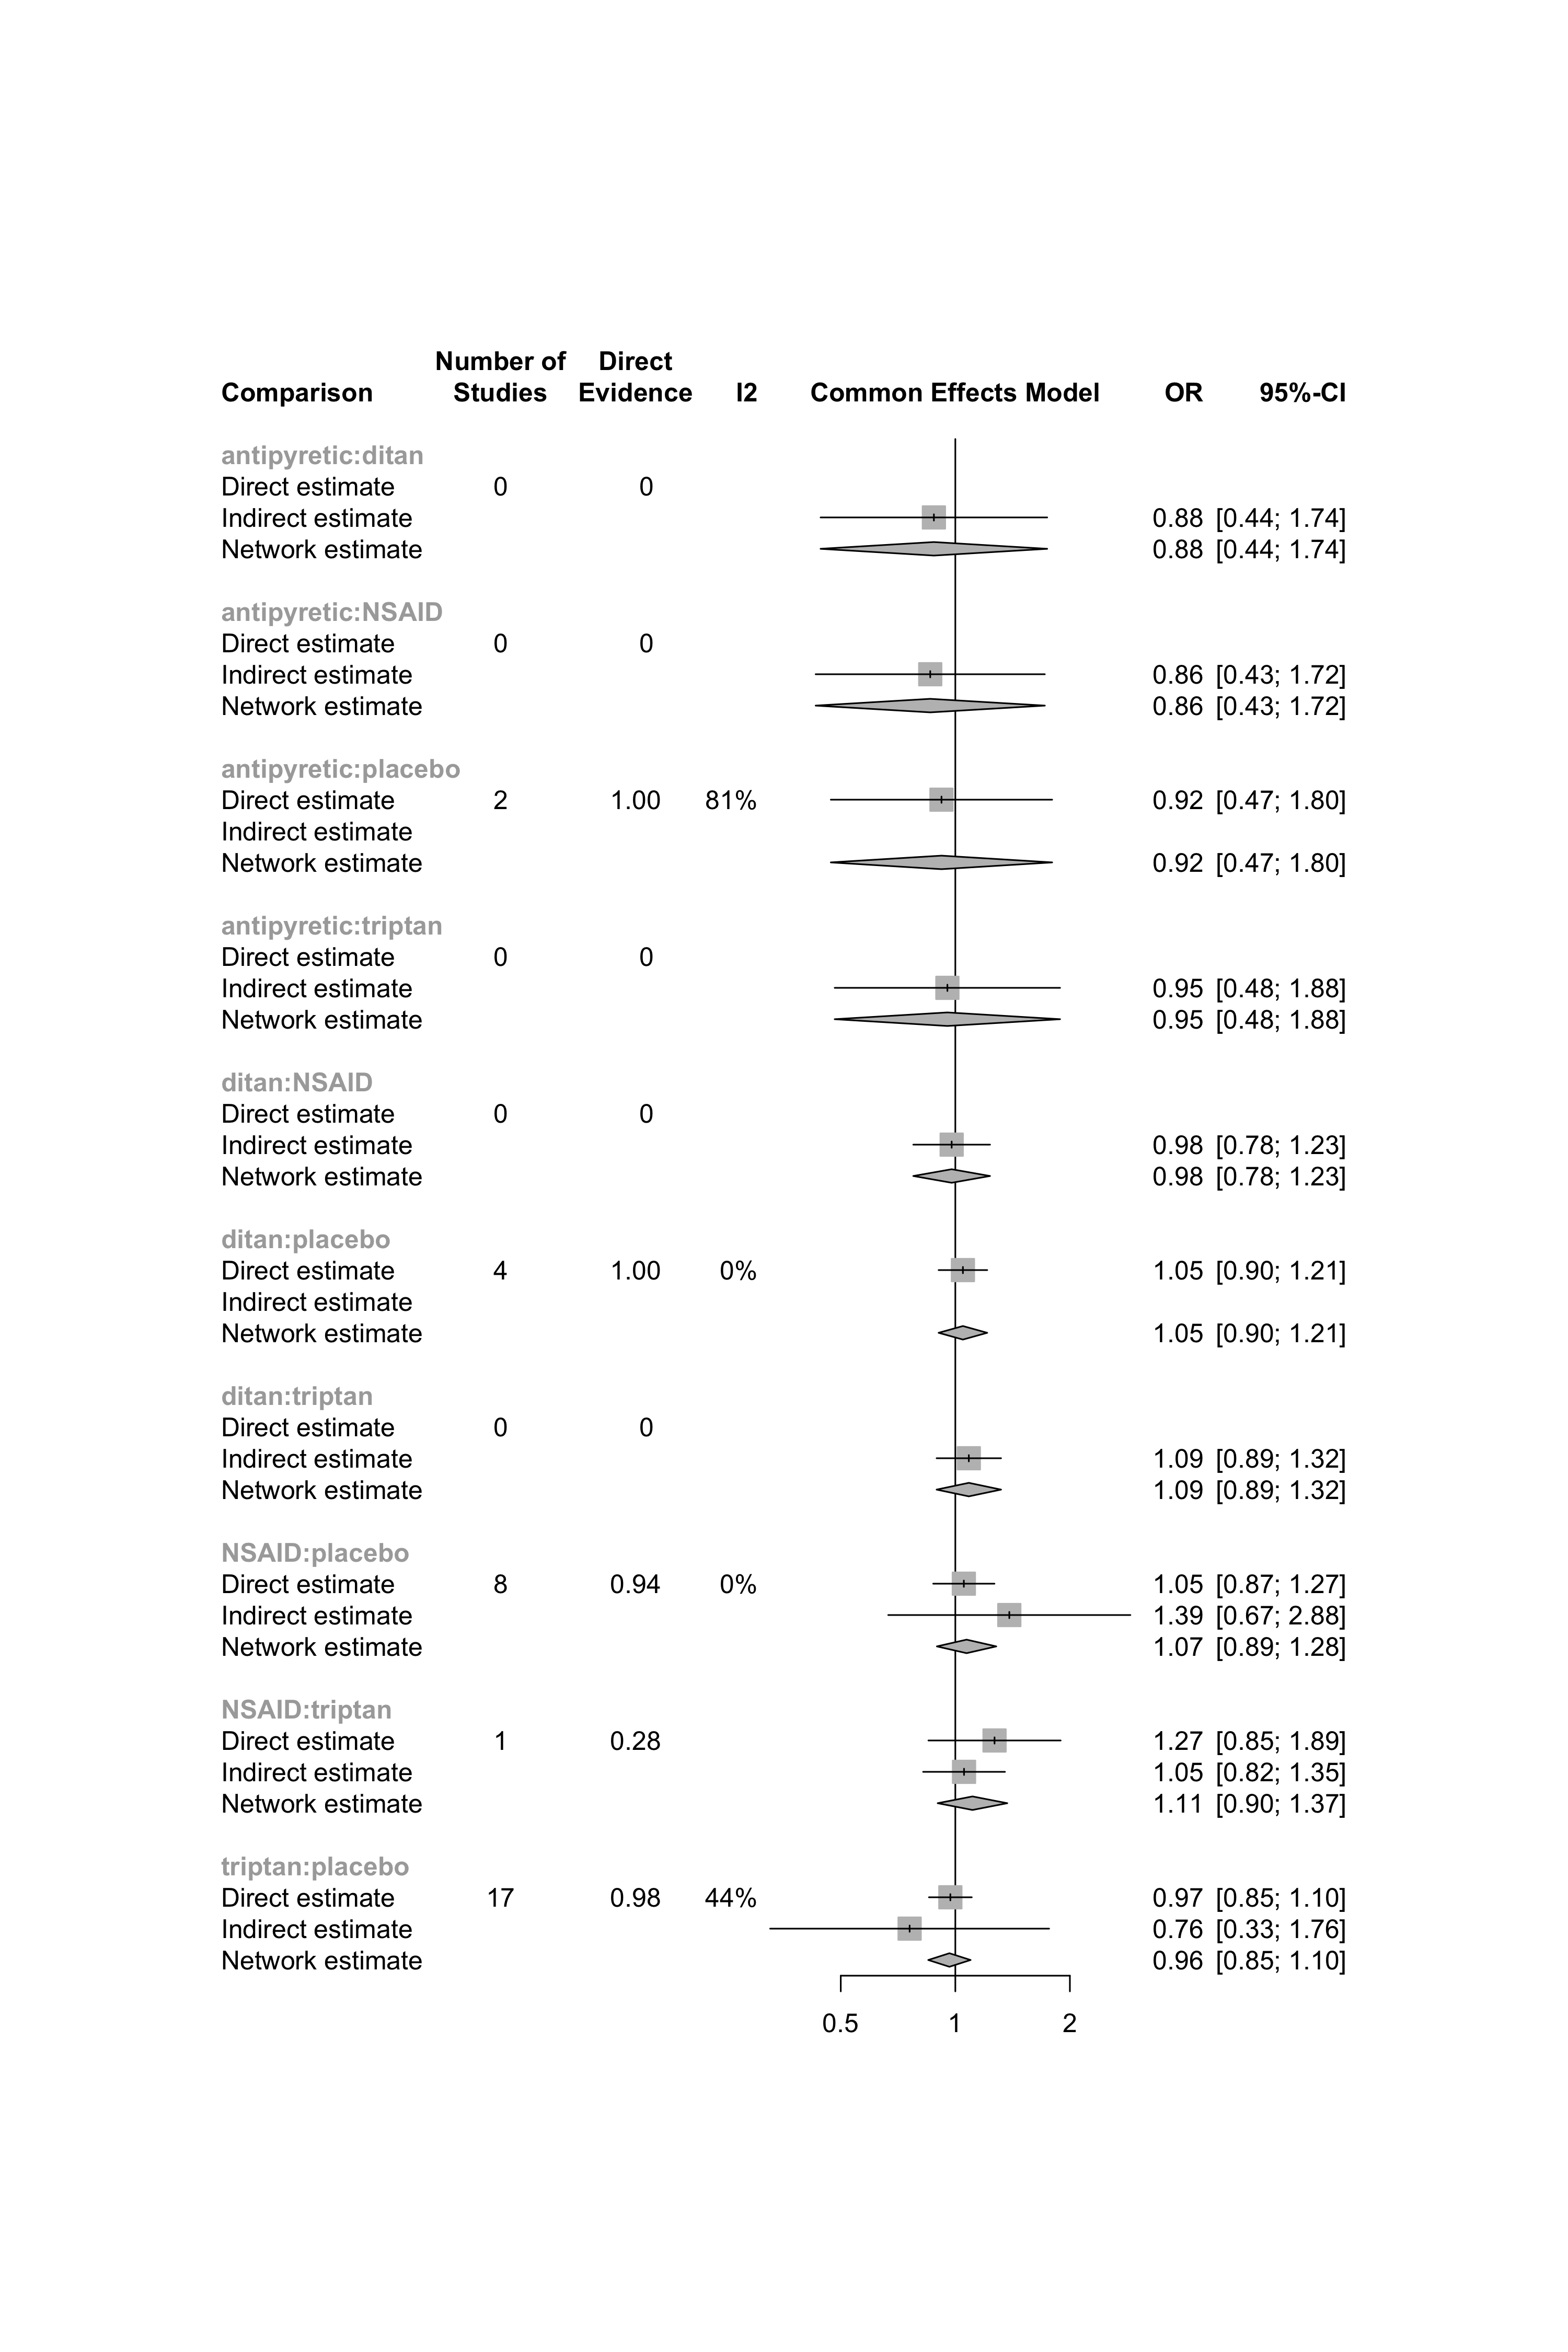 Number of Direct
Comparison Studies Evidence I2 Common Effects Model OR 95%-CI
antipyretic:ditan
Direct estimate 0 0
Indirect estimate 0.88 [0.44; 1.74]
Network estimate 0.88 [0.44; 1.74]
antipyretic:NSAID
Direct estimate 0 0
Indirect estimate 0.86 [0.43; 1.72]
Network estimate 0.86 [0.43; 1.72]
antipyretic:placebo
Direct estimate 2 1.00 81% 0.92 [0.47; 1.80]
Indirect estimate
Network estimate 0.92 [0.47; 1.80]
antipyretic:triptan
Direct estimate 0 0
Indirect estimate 0.95 [0.48; 1.88]
Network estimate 0.95 [0.48; 1.88]
ditan:NSAID
Direct estimate 0 0
Indirect estimate 0.98 [0.78; 1.23]
Network estimate 0.98 [0.78; 1.23]
ditan:placebo
Direct estimate 4 1.00 0% 1.05 [0.90; 1.21]
Indirect estimate
Network estimate 1.05 [0.90; 1.21]
ditan:triptan
Direct estimate 0 0
Indirect estimate 1.09 [0.89; 1.32]
Network estimate 1.09 [0.89; 1.32]
NSAID:placebo
Direct estimate 8 0.94 0% 1.05 [0.87; 1.27]
Indirect estimate 1.39 [0.67; 2.88]
Network estimate 1.07 [0.89; 1.28]
NSAID:triptan
Direct estimate 1 0.28 1.27 [0.85; 1.89]
Indirect estimate 1.05 [0.82; 1.35]
Network estimate 1.11 [0.90; 1.37]
triptan:placebo
Direct estimate 17 0.98 44% 0.97 [0.85; 1.10]
Indirect estimate 0.76 [0.33; 1.76]
Network estimate 0.96 [0.85; 1.10]
0.5 1 2